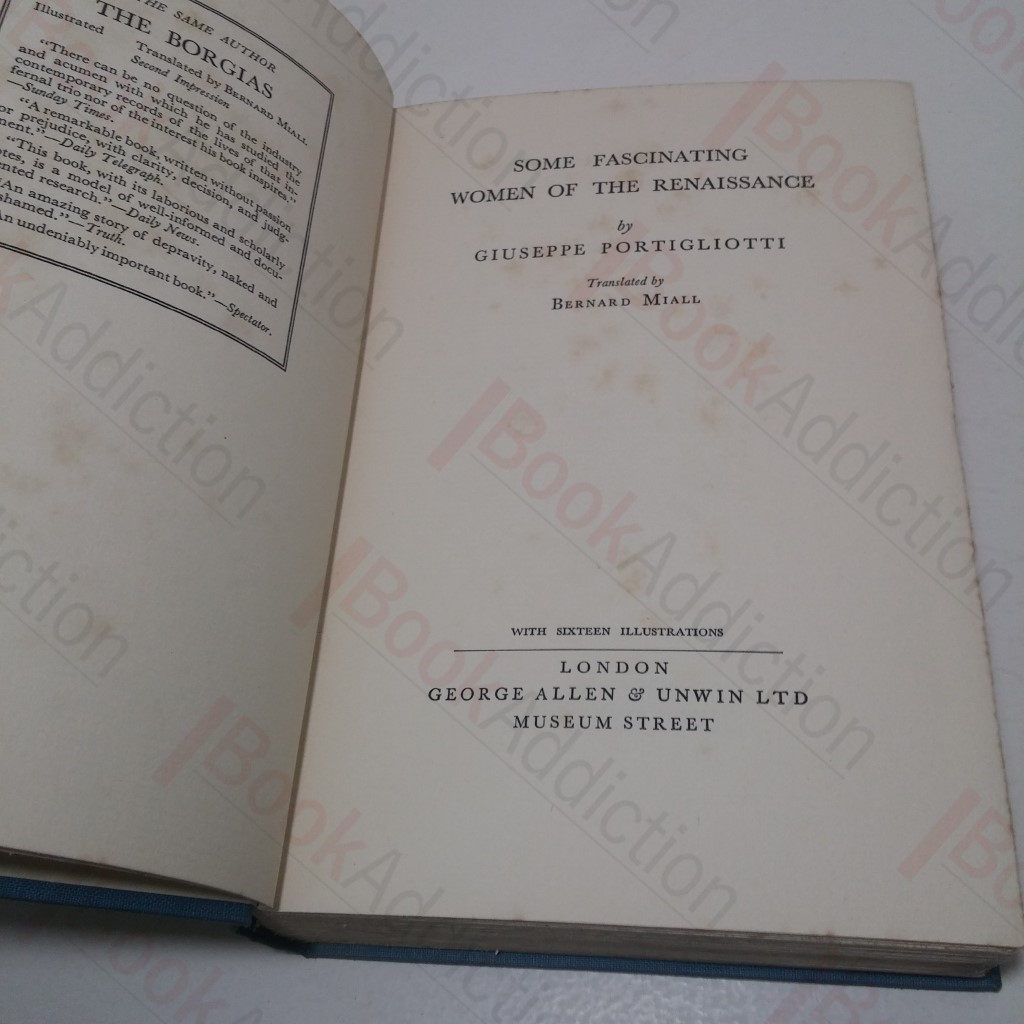 THE SAME AUTHOR
THE BORGIAS
Illustrated Translated by BERNARD MIALL
Second Impression
"There can be no question of the industry
and acumen with which he has studied the
contemporary records of the lives of that in-
fernal trio nor of the interest his book inspires."
—Sunday Times.
"A remarkable book, written without passion
or prejudice, with clarity, decision, and judg-
ment."—Daily Telegraph.
"This book, with its laborious and scholarly
notes, is a model of well-informed and docu-
mented research."—Daily News.
"An amazing story of depravity, naked and
shamed."—Truth.
"An undeniably important book."—Spectator.
SOME FASCINATING
WOMEN OF THE RENAISSANCE
by
GIUSEPPE PORTIGLIOTTI
Translated by
BERNARD MIALL
WITH SIXTEEN ILLUSTRATIONS
LONDON
GEORGE ALLEN & UNWIN LTD
MUSEUM STREET
BookAddiction